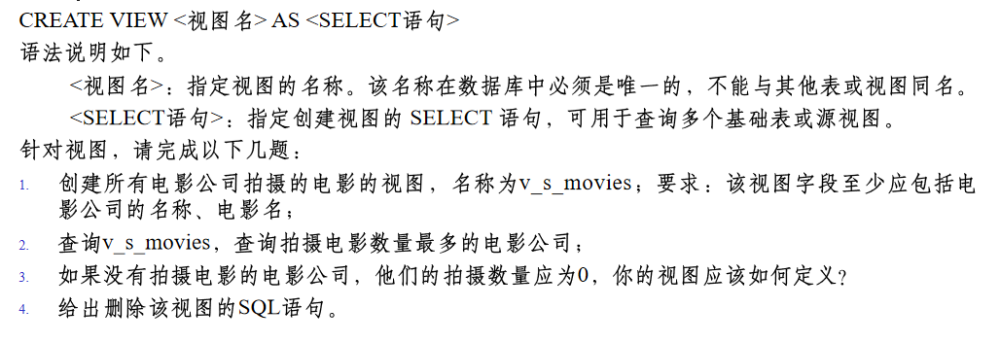 CREATE VIEW <视图名> AS <SELECT语句>
语法说明如下。
<视图名>：指定视图的名称。该名称在数据库中必须是唯一的，不能与其他表或视图同名。
<SELECT语句>：指定创建视图的 SELECT 语句，可用于查询多个基础表或源视图。
针对视图，请完成以下几题：
1. 创建所有电影公司拍摄的电影的视图，名称为v_s_movies；要求：该视图字段至少应包括电
影公司的名称、电影名；
2. 查询v_s_movies，查询拍摄电影数量最多的电影公司；
3. 如果没有拍摄电影的电影公司，他们的拍摄数量应为0，你的视图应该如何定义？
4. 给出删除该视图的SQL语句。